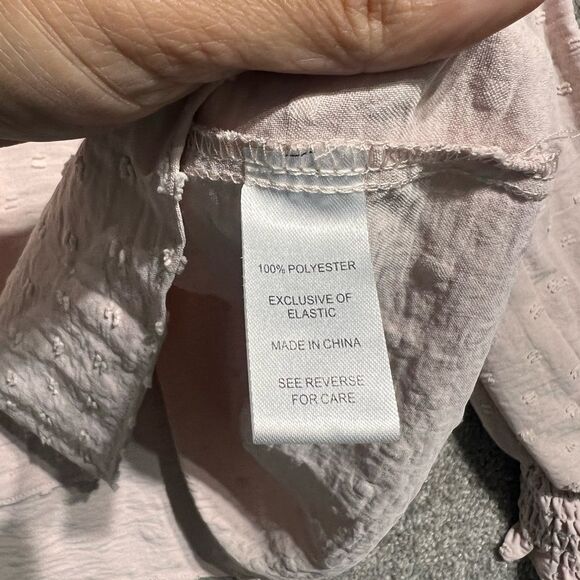 100% POLYESTER
EXCLUSIVE OF
ELASTIC
MADE IN CHINA
SEE REVERSE
FOR CARE